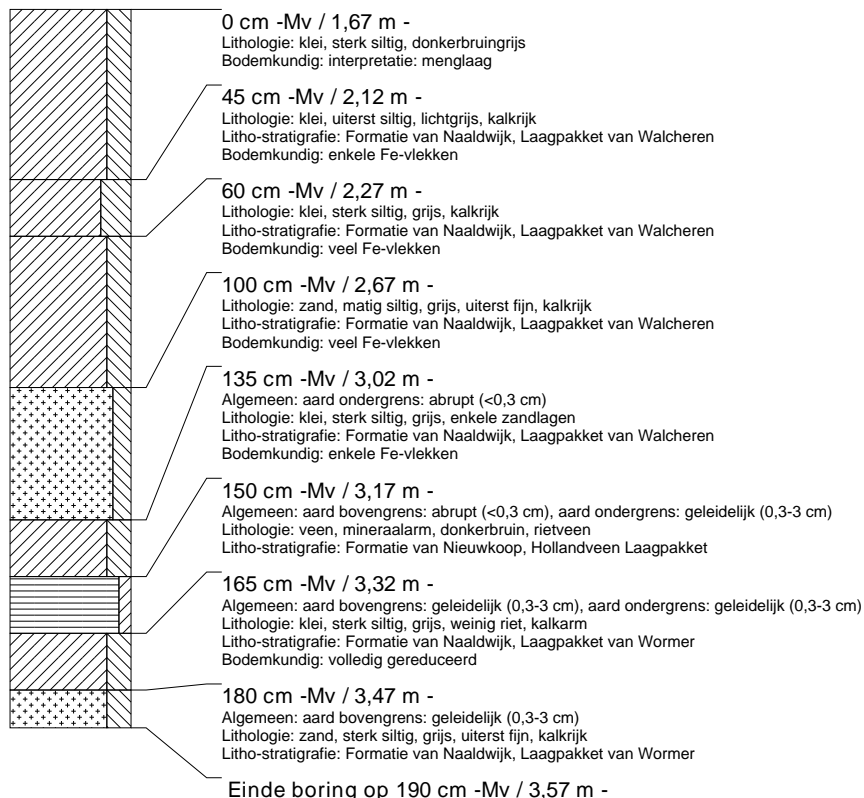 0 cm -Mv / 1,67 m -
Lithologie: klei, sterk siltig, donkerbruingrijs
Bodemkundig: interpretatie: menglaag
45 cm -Mv / 2,12 m -
Lithologie: klei, uiterst siltig, lichtgrijs, kalkrijk
Litho-stratigrafie: Formatie van Naaldwijk, Laagpakket van Walcheren
Bodemkundig: enkele Fe-vlekken
60 cm -Mv / 2,27 m -
Lithologie: klei, sterk siltig, grijs, kalkrijk
Litho-stratigrafie: Formatie van Naaldwijk, Laagpakket van Walcheren
Bodemkundig: veel Fe-vlekken
100 cm -Mv / 2,67 m -
Lithologie: zand, matig siltig, grijs, uiterst fijn, kalkrijk
Litho-stratigrafie: Formatie van Naaldwijk, Laagpakket van Walcheren
Bodemkundig: veel Fe-vlekken
135 cm -Mv / 3,02 m -
Algemeen: aard ondergrens: abrupt (<0,3 cm)
Lithologie: klei, sterk siltig, grijs, enkele zandlagen
Litho-stratigrafie: Formatie van Naaldwijk, Laagpakket van Walcheren
Bodemkundig: enkele Fe-vlekken
150 cm -Mv / 3,17 m -
Algemeen: aard bovengrens: abrupt (<0,3 cm), aard ondergrens: geleidelijk (0,3-3 cm)
Lithologie: veen, mineraalarm, donkerbruin, rietveen
Litho-stratigrafie: Formatie van Nieuwkoop, Hollandveen Laagpakket
165 cm -Mv / 3,32 m -
Algemeen: aard bovengrens: geleidelijk (0,3-3 cm), aard ondergrens: geleidelijk (0,3-3 cm)
Lithologie: klei, sterk siltig, grijs, weinig riet, kalkarm
Litho-stratigrafie: Formatie van Naaldwijk, Laagpakket van Wormer
Bodemkundig: volledig gereduceerd
180 cm -Mv / 3,47 m -
Algemeen: aard bovengrens: geleidelijk (0,3-3 cm)
Lithologie: zand, sterk siltig, grijs, uiterst fijn, kalkrijk
Litho-stratigrafie: Formatie van Naaldwijk, Laagpakket van Wormer
Einde boring op 190 cm -Mv / 3,57 m -